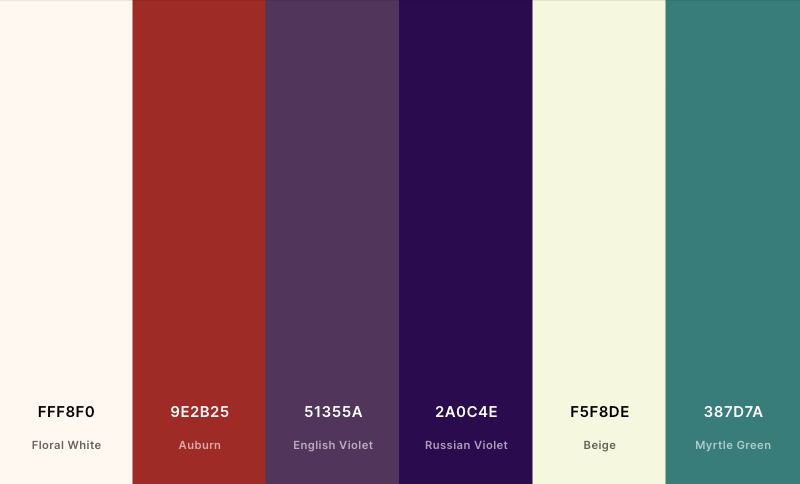 FFF8F0 9E2B25 51355A 2A0C4E F5F8DE 387D7A
Floral White Auburn English Violet Russian Violet Beige Myrtle Green